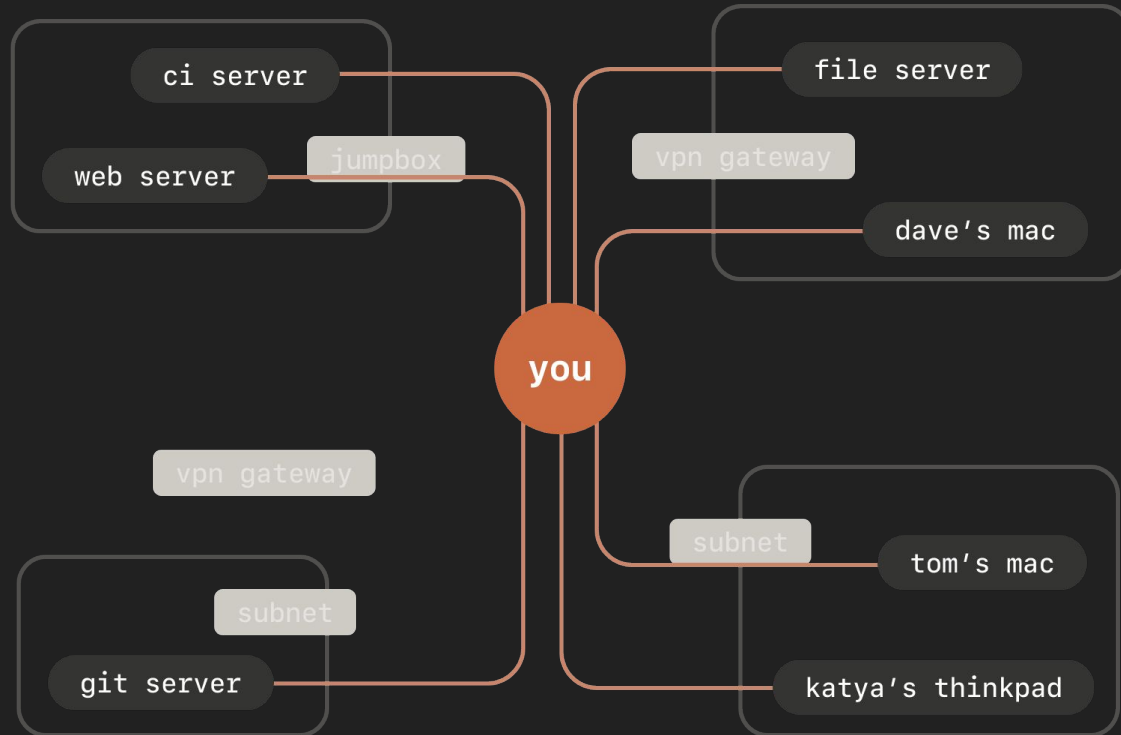 ci server
file server
jumpbox
vpn gateway
web server
dave's mac
you
vpn gateway
subnet
tom's mac
subnet
git server
katya's thinkpad